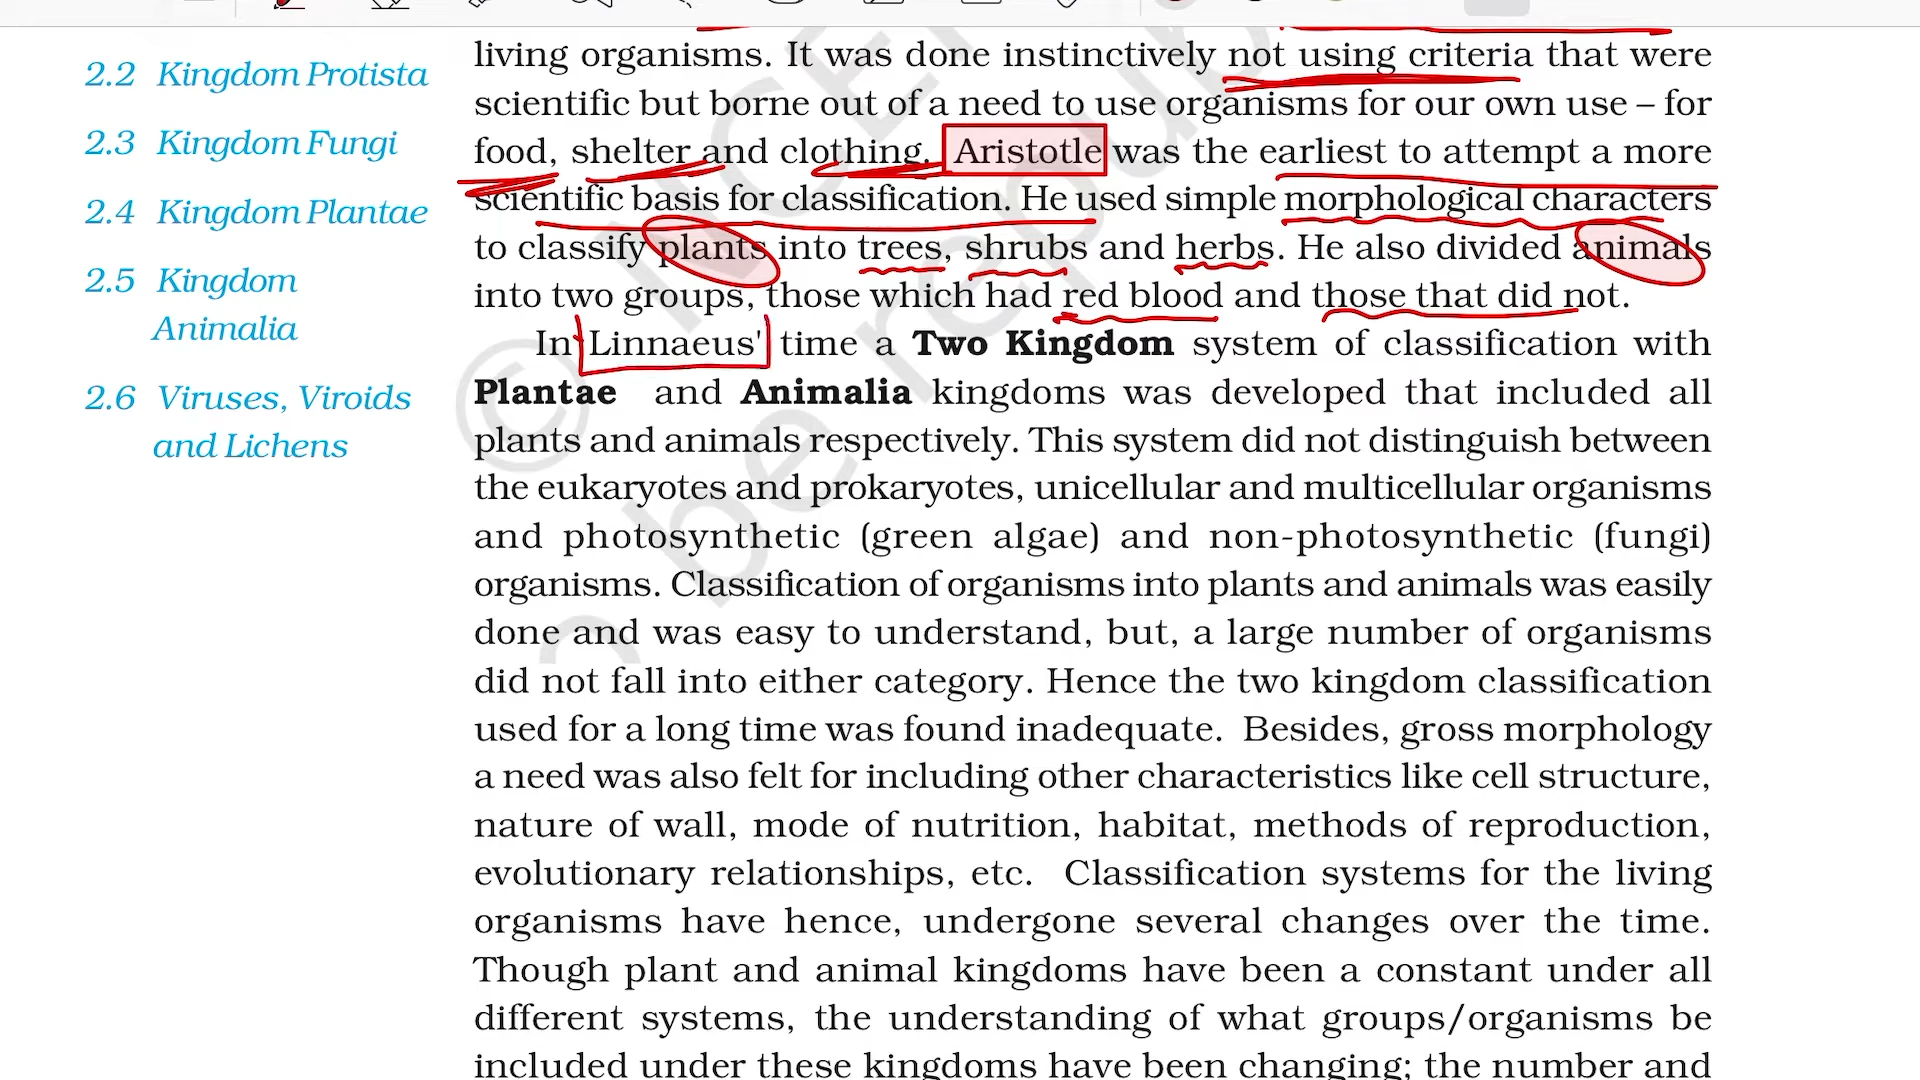 2.2 Kingdom Protista
2.3 Kingdom Fungi
2.4 Kingdom Plantae
2.5 Kingdom
Animalia
2.6 Viruses, Viroids
and Lichens
living organisms. It was done instinctively not using criteria that were
scientific but borne out of a need to use organisms for our own use – for
food, shelter and clothing. Aristotle was the earliest to attempt a more
scientific basis for classification. He used simple morphological characters
to classify plants into trees, shrubs and herbs. He also divided animals
into two groups, those which had red blood and those that did not.
In Linnaeus' time a Two Kingdom system of classification with
Plantae and Animalia kingdoms was developed that included all
plants and animals respectively. This system did not distinguish between
the eukaryotes and prokaryotes, unicellular and multicellular organisms
and photosynthetic (green algae) and non-photosynthetic (fungi)
organisms. Classification of organisms into plants and animals was easily
done and was easy to understand, but, a large number of organisms
did not fall into either category. Hence the two kingdom classification
used for a long time was found inadequate. Besides, gross morphology
a need was also felt for including other characteristics like cell structure,
nature of wall, mode of nutrition, habitat, methods of reproduction,
evolutionary relationships, etc. Classification systems for the living
organisms have hence, undergone several changes over the time.
Though plant and animal kingdoms have been a constant under all
different systems, the understanding of what groups/organisms be
included under these kingdoms have been changing; the number and